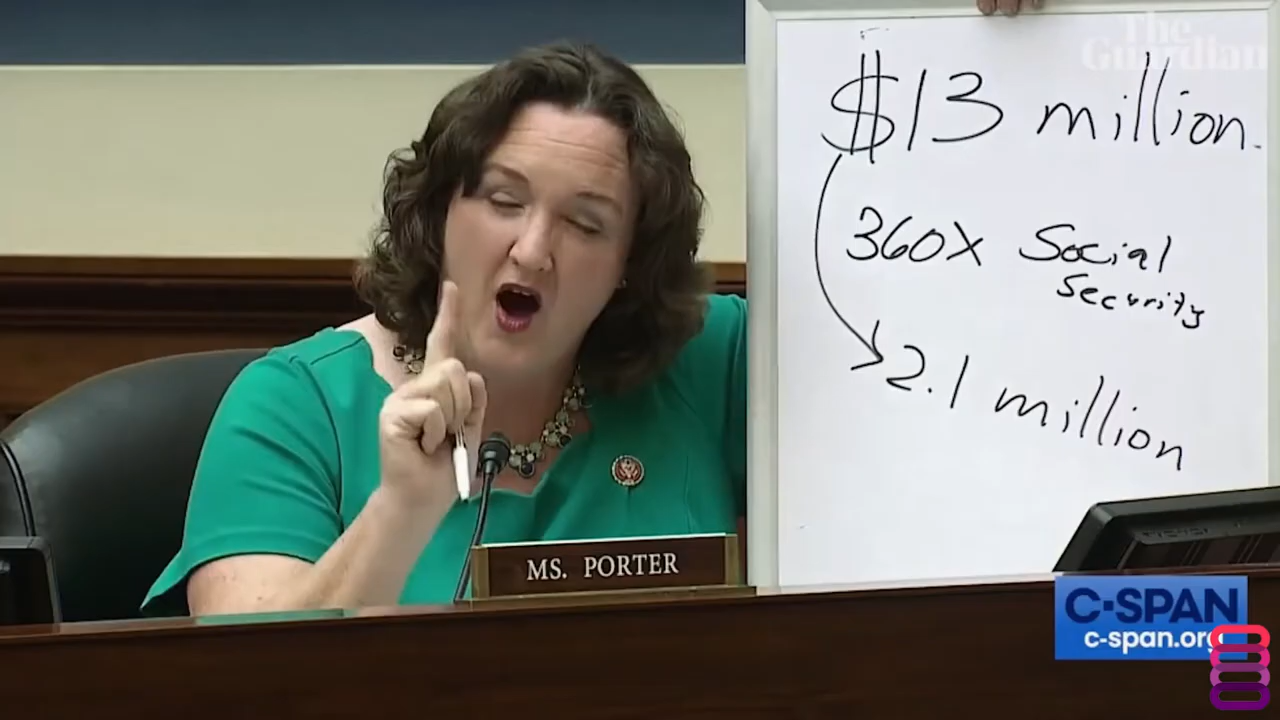 The
Guardian
$13 million.
360X Social
Security
2.1 million
MS. PORTER
C-SPAN
c-span.org